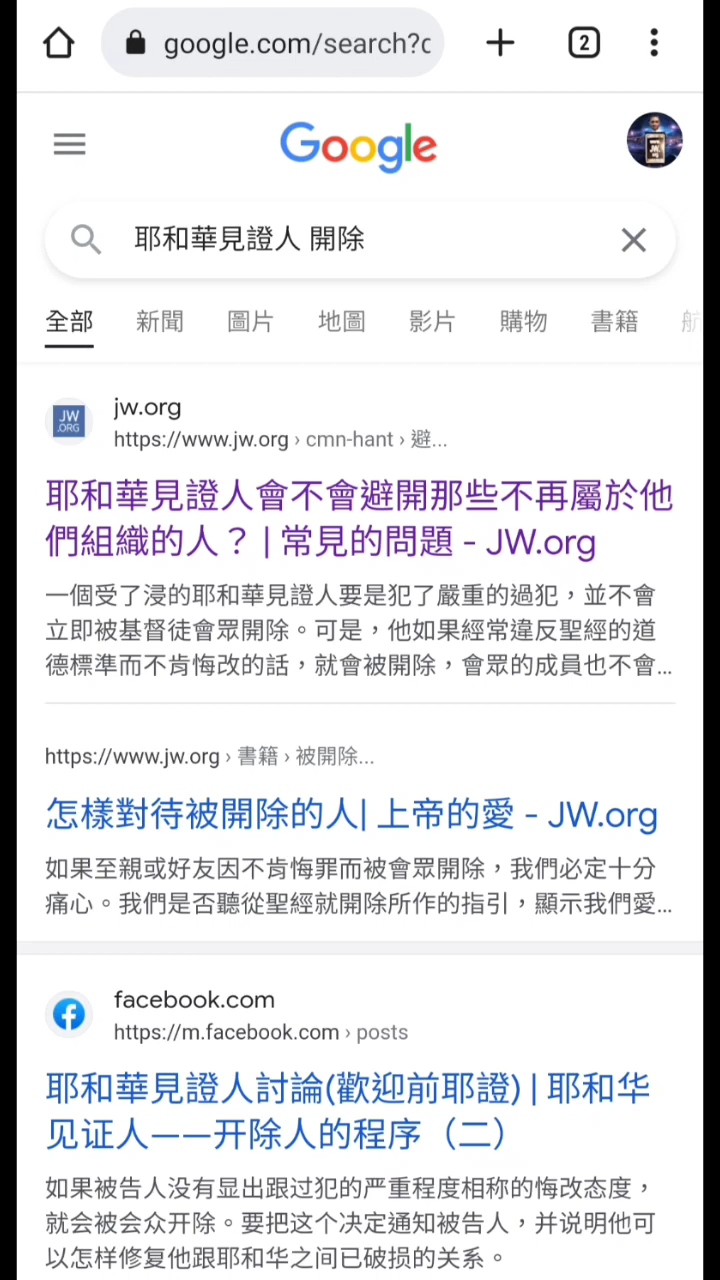 google.com/search?c
2
Google
耶和華見證人 開除
全部 新聞 圖片 地圖 影片 購物 書籍 航
JW
.ORG
jw.org
https://www.jw.org › cmn-hant › 避...
耶和華見證人會不會避開那些不再屬於他
們組織的人？ | 常見的問題 - JW.org
一個受了浸的耶和華見證人要是犯了嚴重的過犯，並不會
立即被基督徒會眾開除。可是，他如果經常違反聖經的道
德標準而不肯悔改的話，就會被開除，會眾的成員也不會...
https://www.jw.org › 書籍 › 被開除...
怎樣對待被開除的人| 上帝的愛 - JW.org
如果至親或好友因不肯悔罪而被會眾開除，我們必定十分
痛心。我們是否聽從聖經就開除所作的指引，顯示我們愛...
facebook.com
https://m.facebook.com › posts
耶和華見證人討論(歡迎前耶證) | 耶和华
见证人——开除人的程序（二）
如果被告人没有显出跟过犯的严重程度相称的悔改态度，
就会被会众开除。要把这个决定通知被告人，并说明他可
以怎样修复他跟耶和华之间已破损的关系。